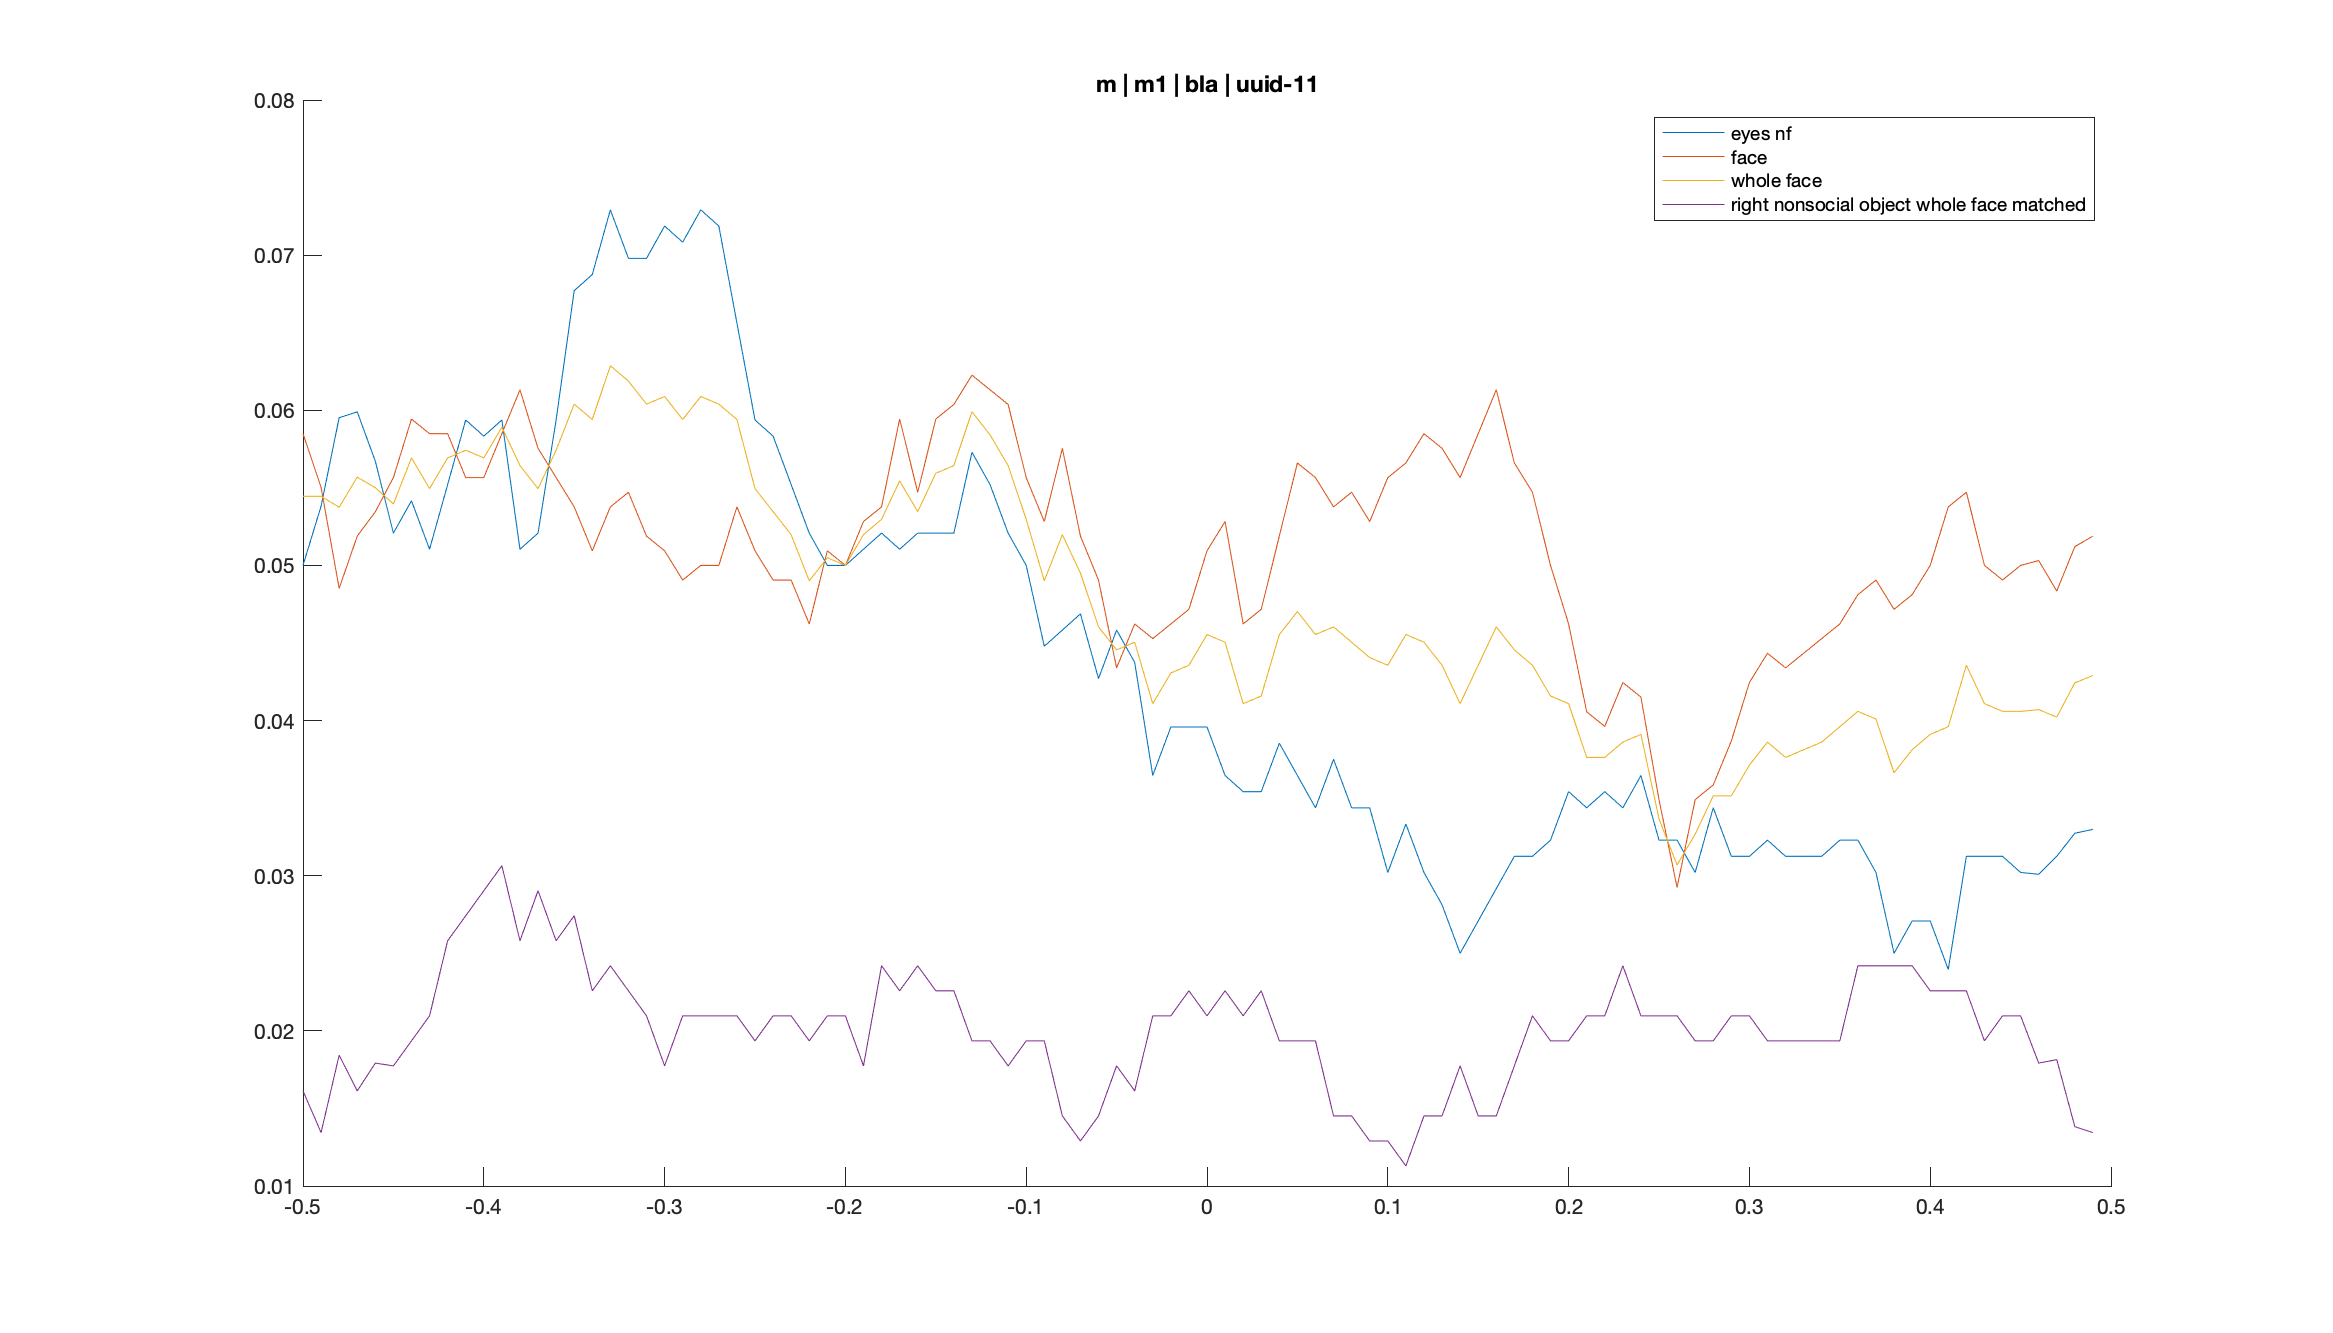 m | m1 | bla | uuid-11
eyes nf
face
whole face
right nonsocial object whole face matched
0.08
0.07
0.06
0.05
0.04
0.03
0.02
0.01
-0.5 -0.4 -0.3 -0.2 -0.1 0 0.1 0.2 0.3 0.4 0.5